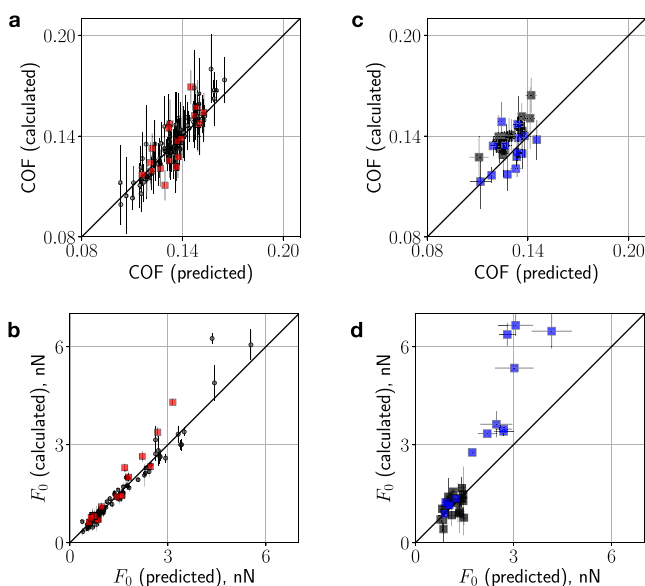 a
0.20
0.14
0.08
COF (calculated)
0.08 0.14 0.20
COF (predicted)
c
0.20
0.14
0.08
COF (calculated)
0.08 0.14 0.20
COF (predicted)
b
6
3
0
F₀ (calculated), nN
0 3 6
F₀ (predicted), nN
d
6
3
0
F₀ (calculated), nN
0 3 6
F₀ (predicted), nN